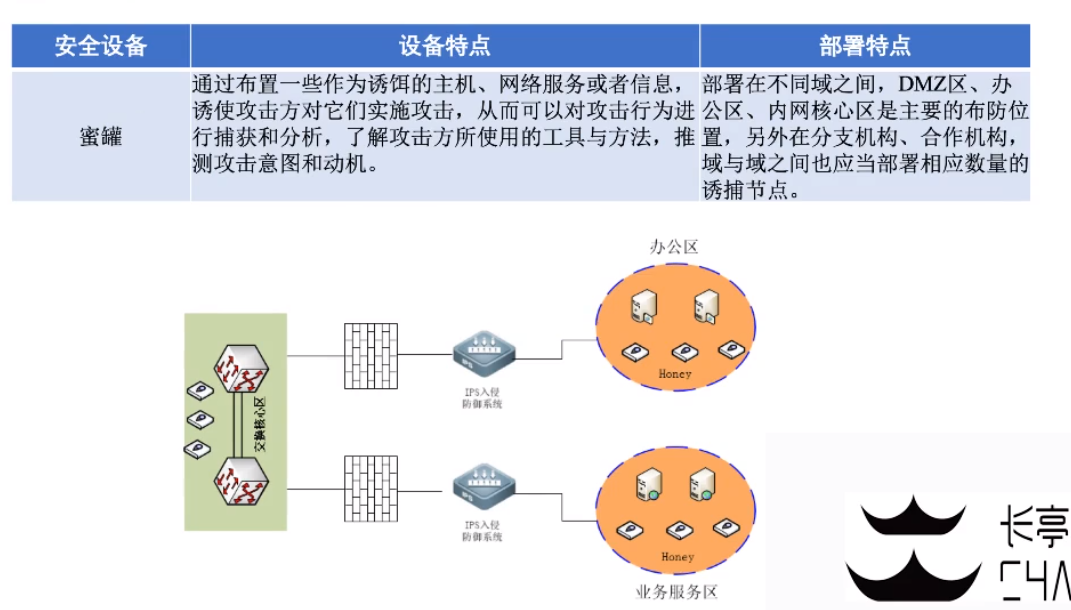 安全设备 设备特点 部署特点
蜜罐
通过布置一些作为诱饵的主机、网络服务或者信息，
诱使攻击方对它们实施攻击，从而可以对攻击行为进
行捕获和分析，了解攻击方所使用的工具与方法，推
测攻击意图和动机。
部署在不同域之间，DMZ区、办
公区、内网核心区是主要的布防位
置，另外在分支机构、合作机构，
域与域之间也应当部署相应数量的
诱捕节点。
办公区
Honey
IPS
IPS入侵
防御系统
交换核心区
IPS
IPS入侵
防御系统
Honey
业务服务区
长亭